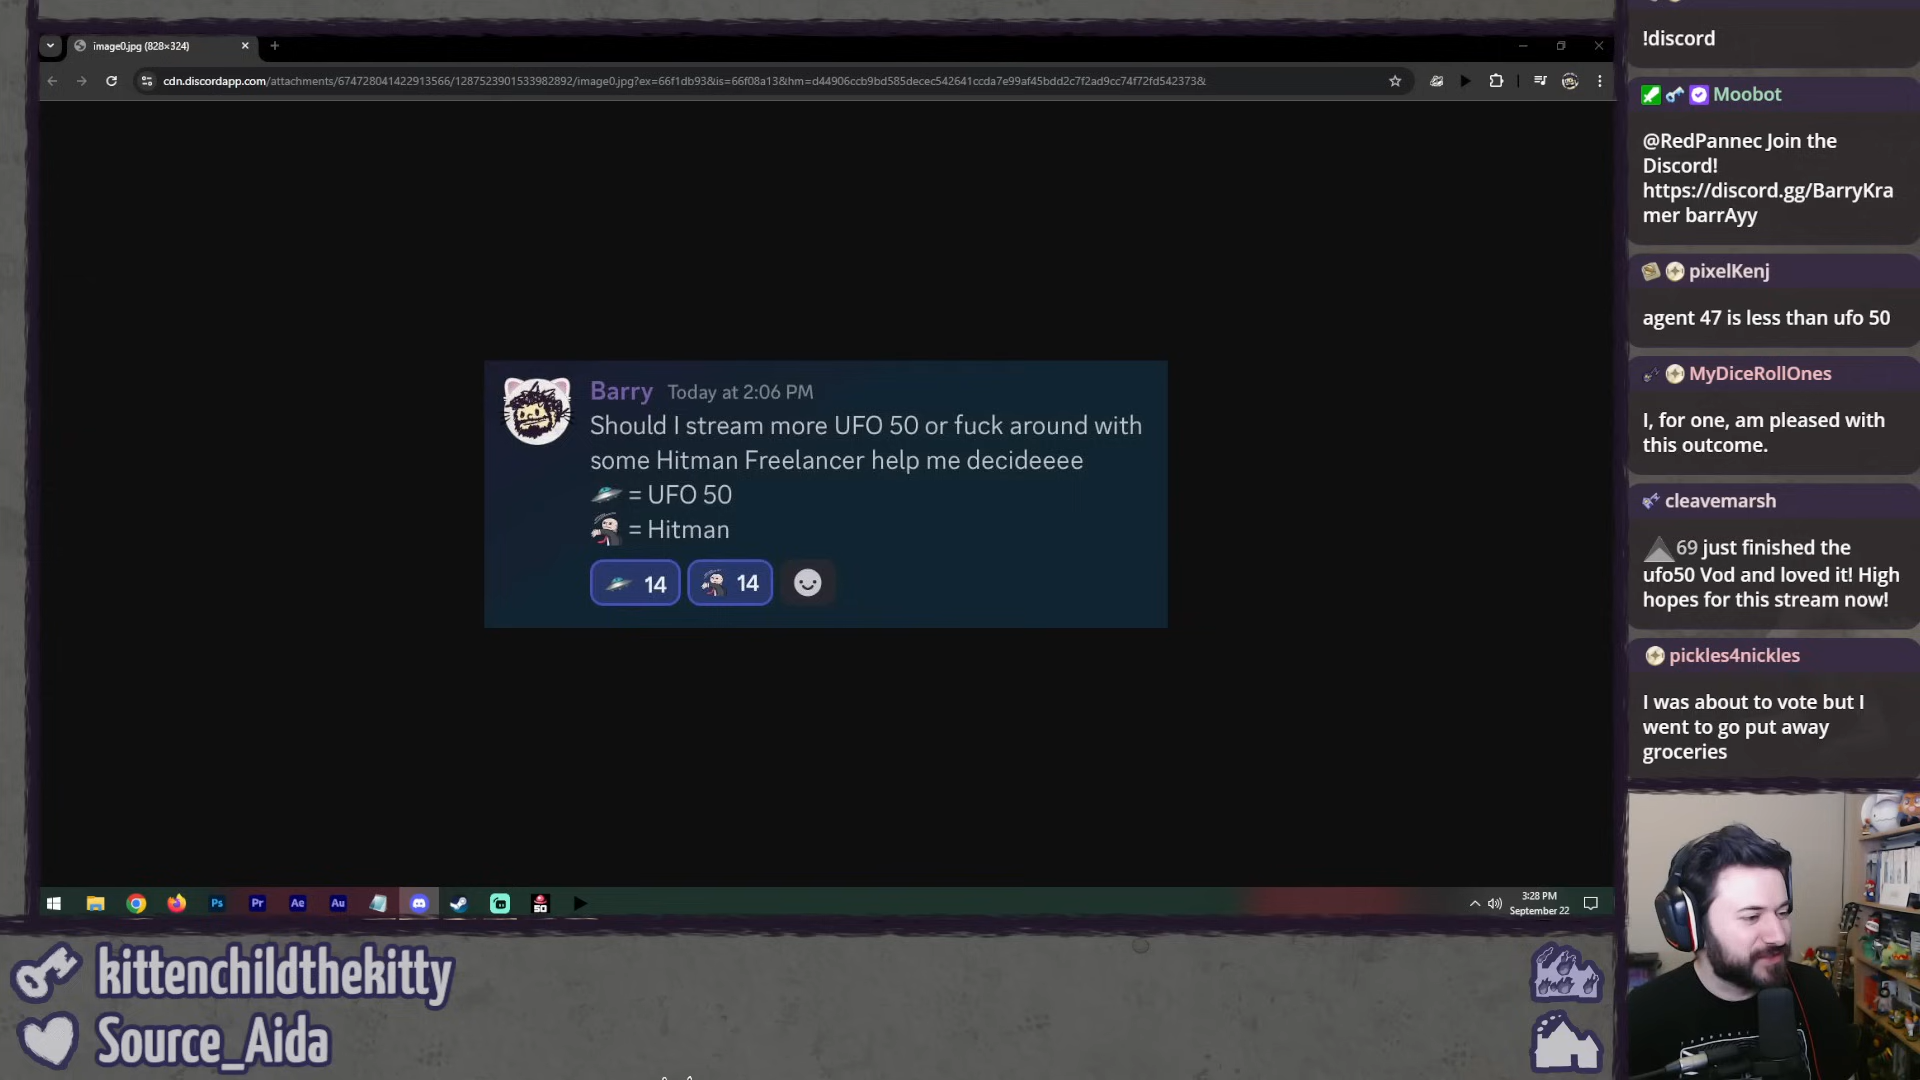 image0.jpg (828×324)
cdn.discordapp.com/attachments/674728041422913566/1287523901533982892/image0.jpg?ex=66f1db93&is=66f08a13&hm=d44906ccb9bd585decec542641ccda7e99af45bdd2c7f2ad9cc74f72fd542373&
Barry Today at 2:06 PM
Should I stream more UFO 50 or fuck around with
some Hitman Freelancer help me decideeee
= UFO 50
= Hitman
14 14
Ps Pr Ae Au 50
3:28 PM
September 22
!discord
Moobot
@RedPannec Join the
Discord!
https://discord.gg/BarryKra
mer barrAyy
pixelKenj
agent 47 is less than ufo 50
MyDiceRollOnes
I, for one, am pleased with
this outcome.
cleavemarsh
69 just finished the
ufo50 Vod and loved it! High
hopes for this stream now!
pickles4nickles
I was about to vote but I
went to go put away
groceries
kittenchildthekitty
Source_Aida